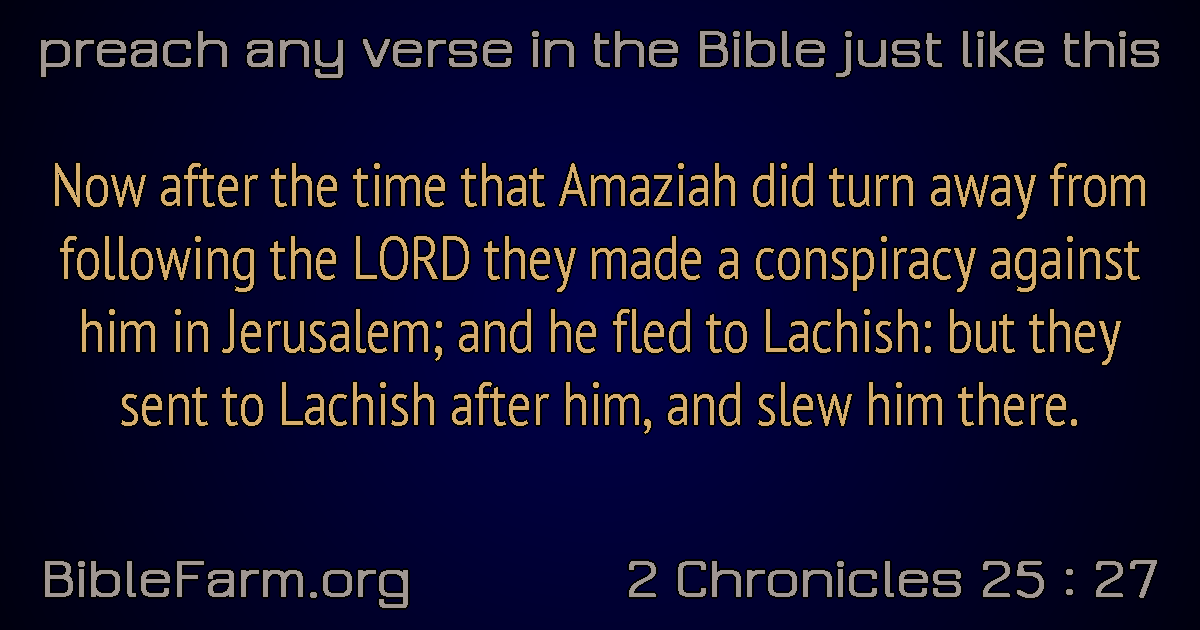 preach any verse in the Bible just like this
Now after the time that Amaziah did turn away from
following the LORD they made a conspiracy against
him in Jerusalem; and he fled to Lachish: but they
sent to Lachish after him, and slew him there.
BibleFarm.org
2 Chronicles 25 : 27